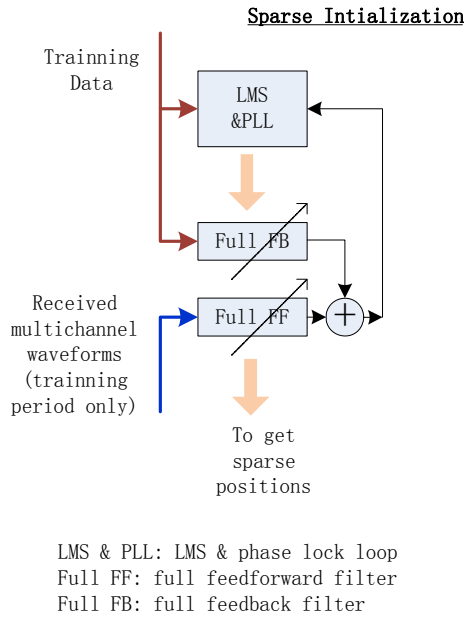 Sparse Intialization
Trainning
Data
LMS
&PLL
Full FB
Received
multichannel
waveforms
(trainning
period only)
Full FF
+
To get
sparse
positions
LMS & PLL: LMS & phase lock loop
Full FF: full feedforward filter
Full FB: full feedback filter